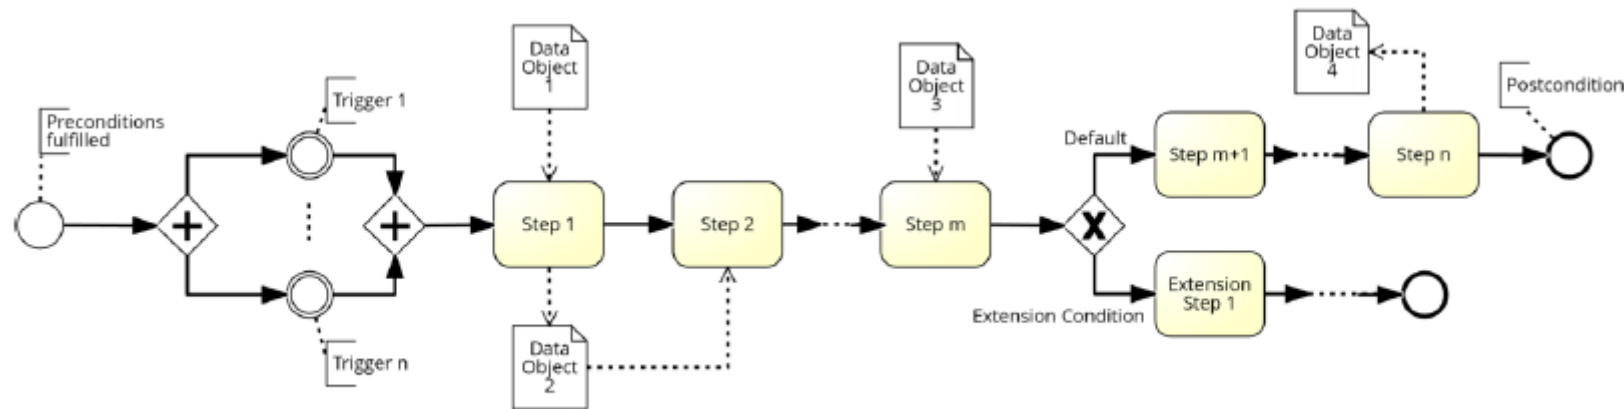 Preconditions
fulfilled
Trigger 1
Trigger n
Data
Object
1
Step 1
Data
Object
2
Step 2
Data
Object
3
Step m
Default
Extension Condition
Step m+1
Extension
Step 1
Data
Object
4
Step n
Postcondition